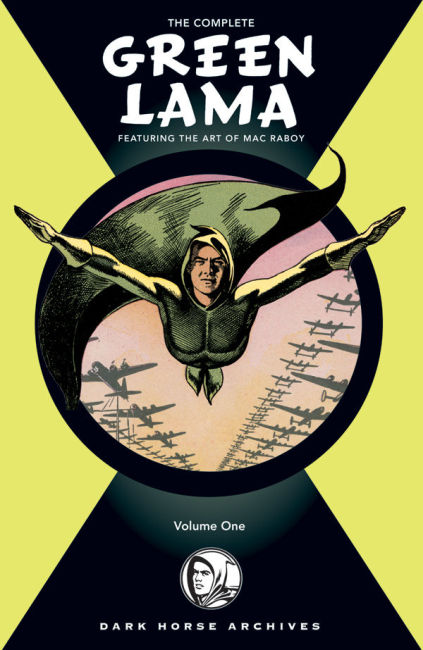 THE COMPLETE
GREEN
LAMA
FEATURING THE ART OF MAC RABOY
Volume One
DARK HORSE ARCHIVES